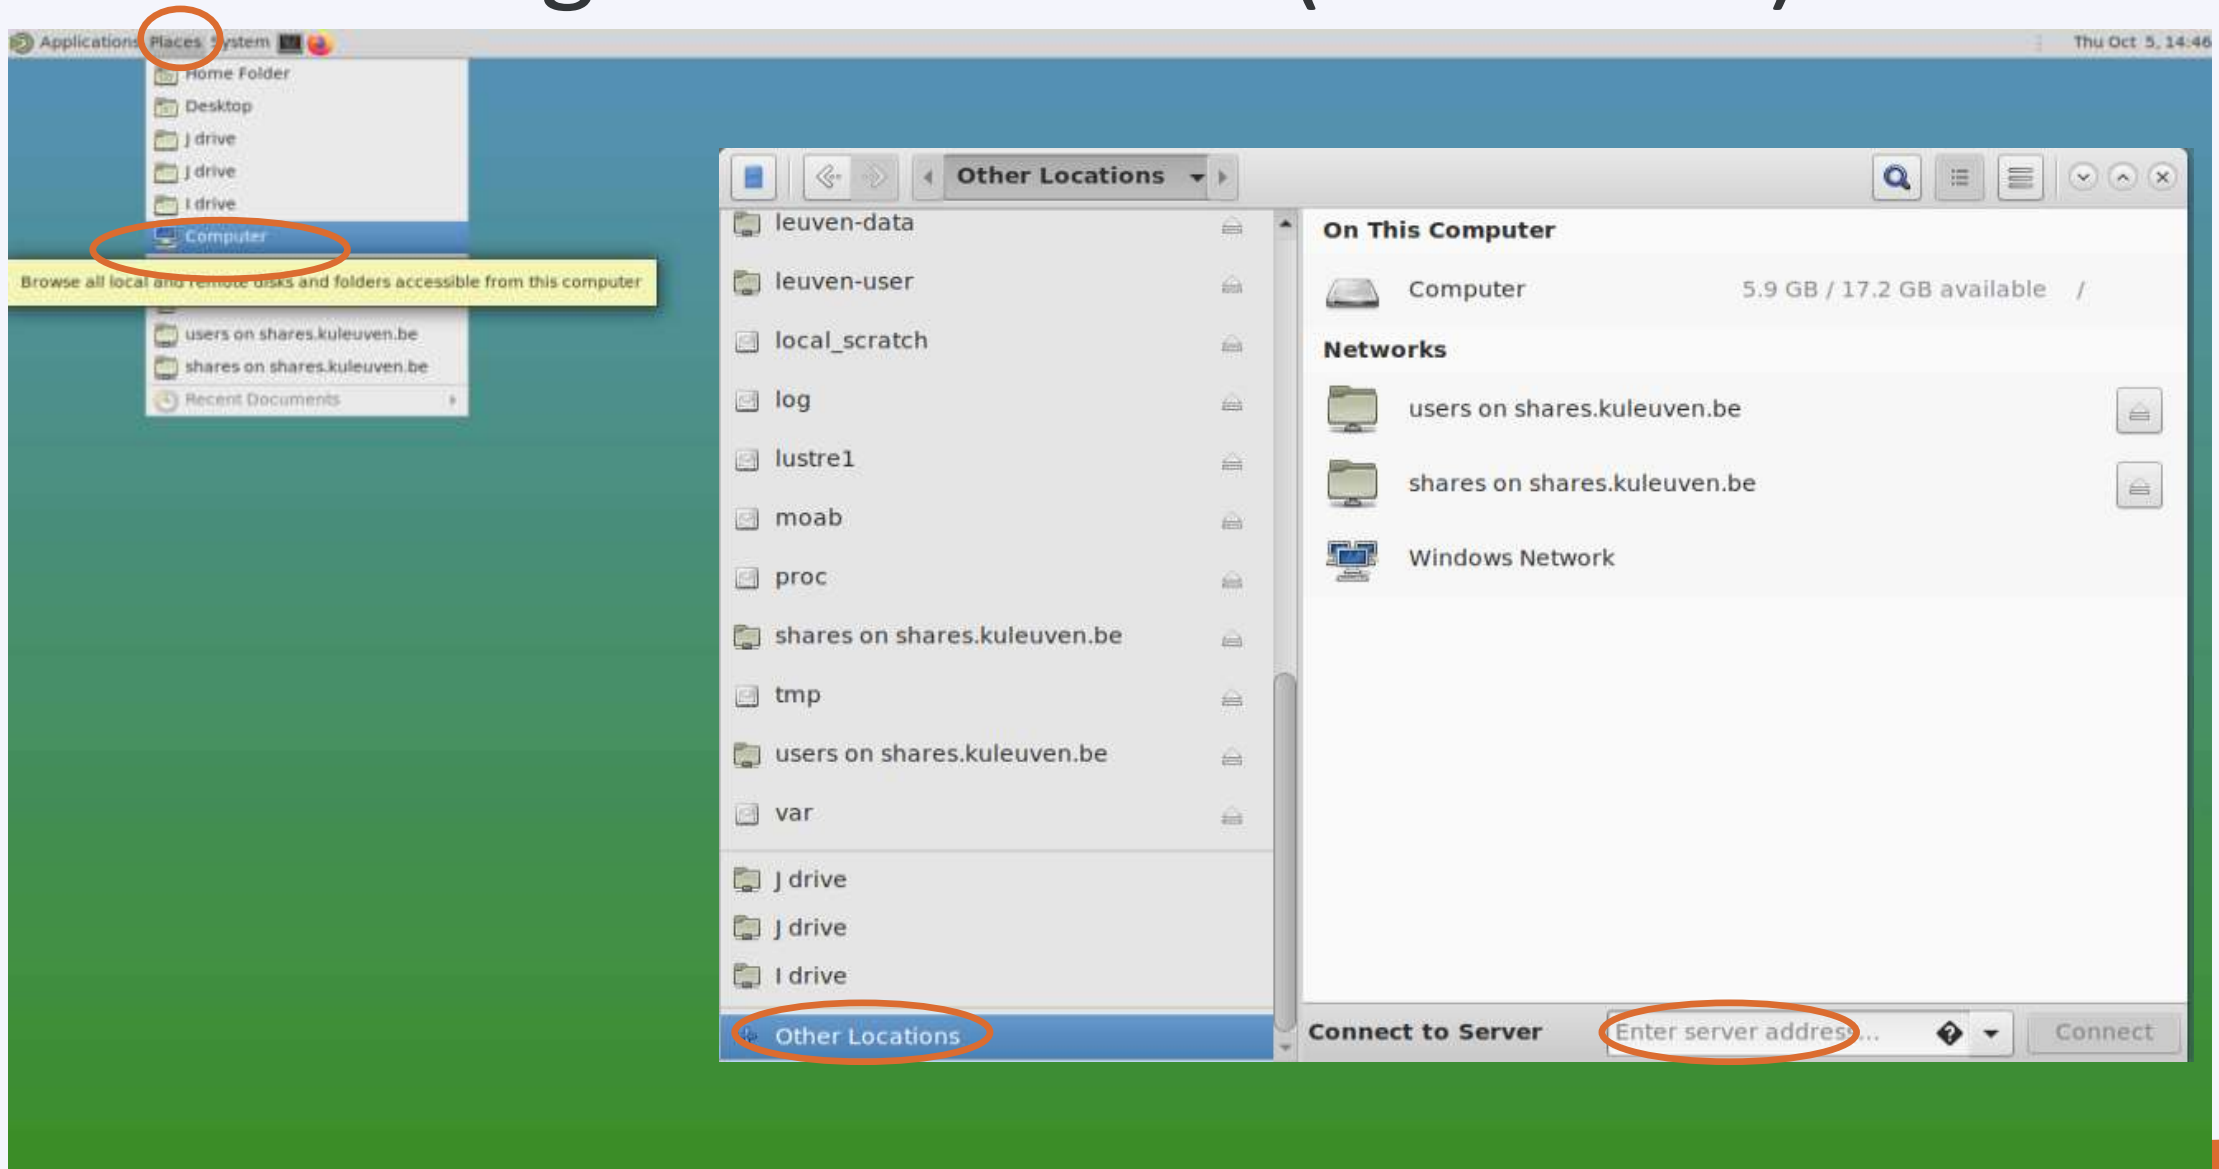 Applications Places System
Thu Oct 5, 14:46
Home Folder
Desktop
J drive
J drive
I drive
Computer
Browse all local and remote disks and folders accessible from this computer
users on shares.kuleuven.be
shares on shares.kuleuven.be
Recent Documents
Other Locations
leuven-data
leuven-user
local_scratch
log
lustre1
moab
proc
shares on shares.kuleuven.be
tmp
users on shares.kuleuven.be
var
J drive
J drive
I drive
Other Locations
On This Computer
Computer 5.9 GB / 17.2 GB available /
Networks
users on shares.kuleuven.be
shares on shares.kuleuven.be
Windows Network
Connect to Server Enter server address... Connect